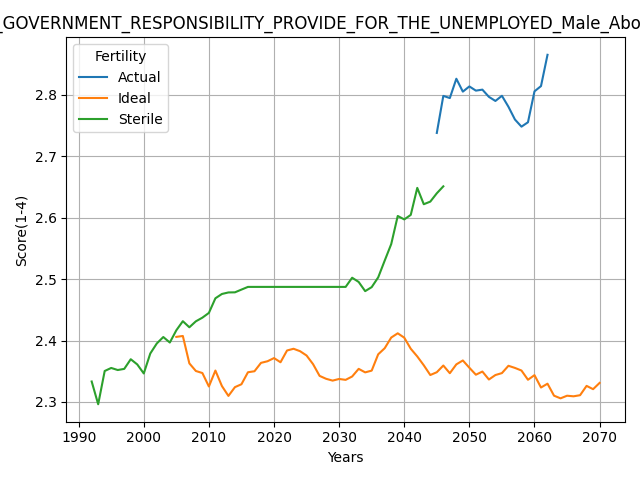 _GOVERNMENT_RESPONSIBILITY_PROVIDE_FOR_THE_UNEMPLOYED_Male_Abo
Fertility
Actual
Ideal
Sterile
Score(1-4)
2.8
2.7
2.6
2.5
2.4
2.3
1990 2000 2010 2020 2030 2040 2050 2060 2070
Years